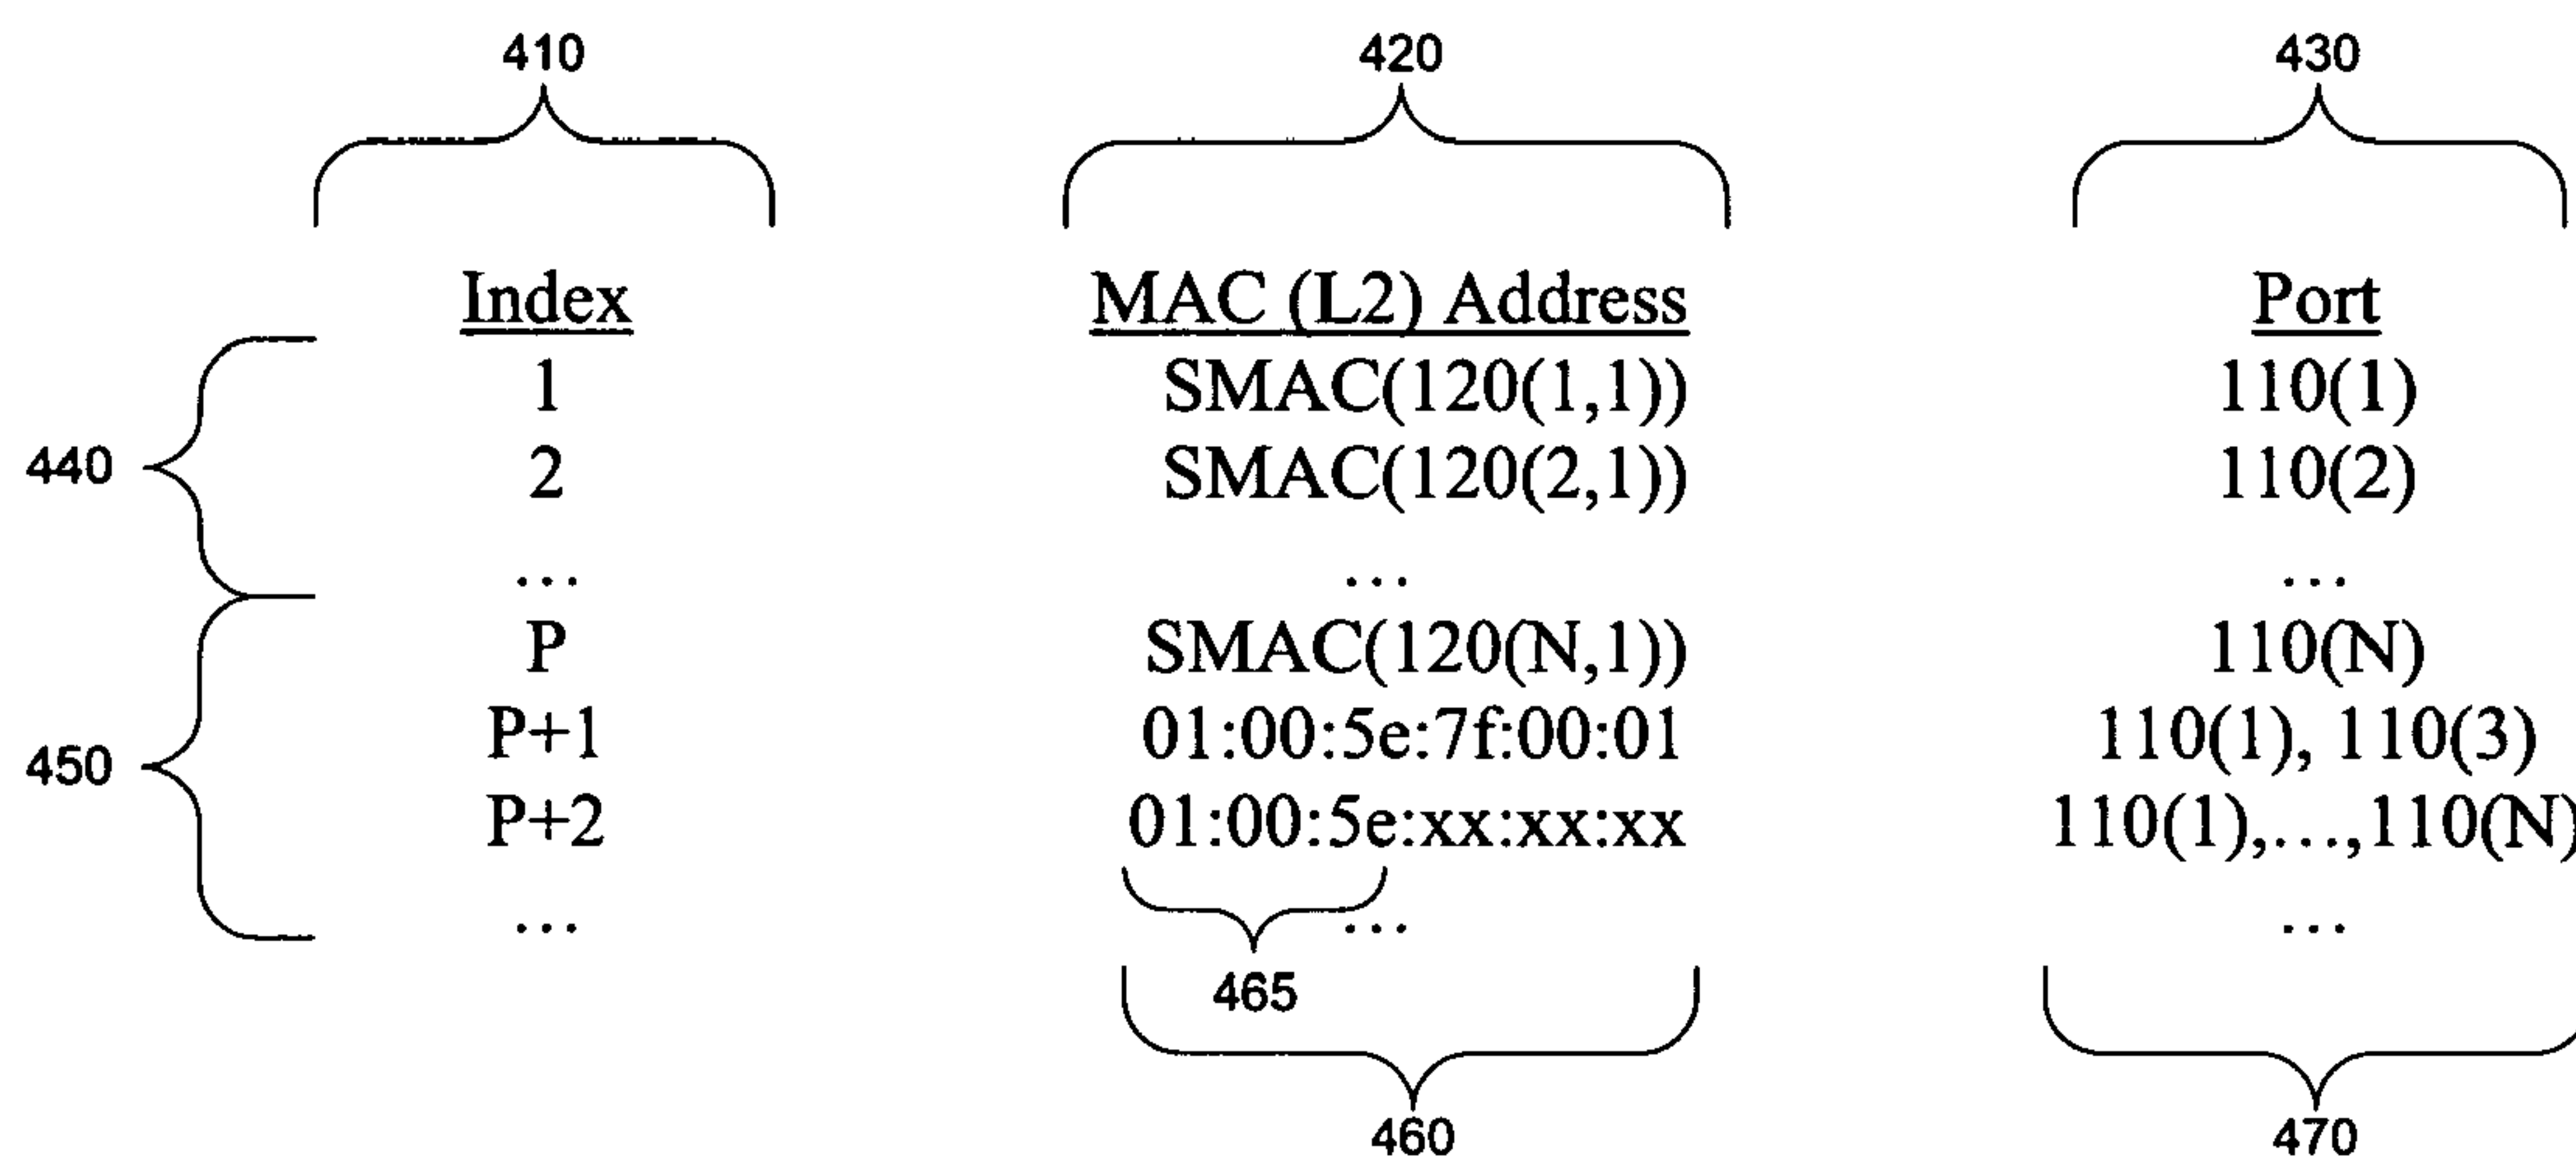 410 420 430
Index MAC (L2) Address Port
1 SMAC(120(1,1)) 110(1)
440 2 SMAC(120(2,1)) 110(2)
... ... ...
P SMAC(120(N,1)) 110(N)
P+1 01:00:5e:7f:00:01 110(1), 110(3)
450 P+2 01:00:5e:xx:xx:xx 110(1),...,110(N)
... ... ...
465
460 470